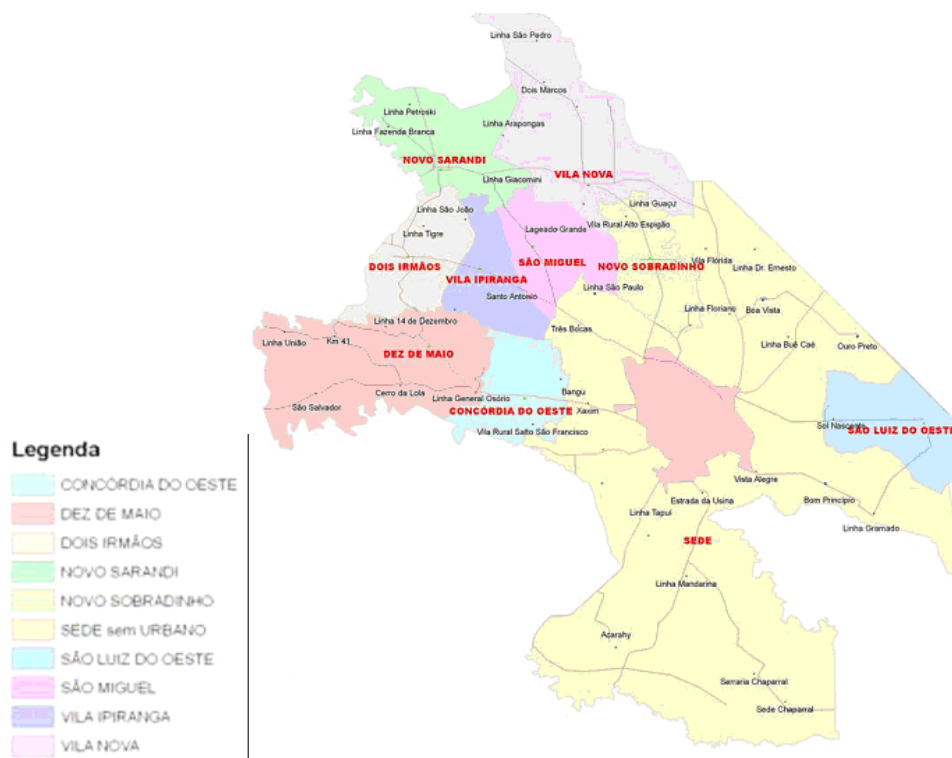 Linha São Pedro
Dois Marcos
Linha Petroski
Linha Arapongas
Linha Fazenda Branca
NOVO SARANDI
VILA NOVA
Linha Giacomini
Linha Guaçu
Linha São João
Vila Rural Alto Espigão
Linha Tigre
Lageado Grande
Vila Flórida
DOIS IRMÃOS
SÃO MIGUEL
NOVO SOBRADINHO
Linha Dr. Ernesto
VILA IPIRANGA
Linha São Paulo
Santo Antonio
Boa Vista
Linha Floriano
Linha 14 de Dezembro
Três Bocas
Linha União
Km 41
Linha Buê Caé
Ouro Preto
DEZ DE MAIO
Cerro da Lola
Bangu
Linha General Osório
São Salvador
CONCÓRDIA DO OESTE
Xaxim
Sol Nascente
SÃO LUIZ DO OESTE
Vila Rural Salto São Francisco
Vista Alegre
Estrada da Usina
Bom Princípio
Linha Tapuí
Linha Gramado
SEDE
Linha Mandarina
Acarahy
Serraria Chaparral
Sede Chaparral
Legenda
CONCÓRDIA DO OESTE
DEZ DE MAIO
DOIS IRMÃOS
NOVO SARANDI
NOVO SOBRADINHO
SEDE sem URBANO
SÃO LUIZ DO OESTE
SÃO MIGUEL
VILA IPIRANGA
VILA NOVA